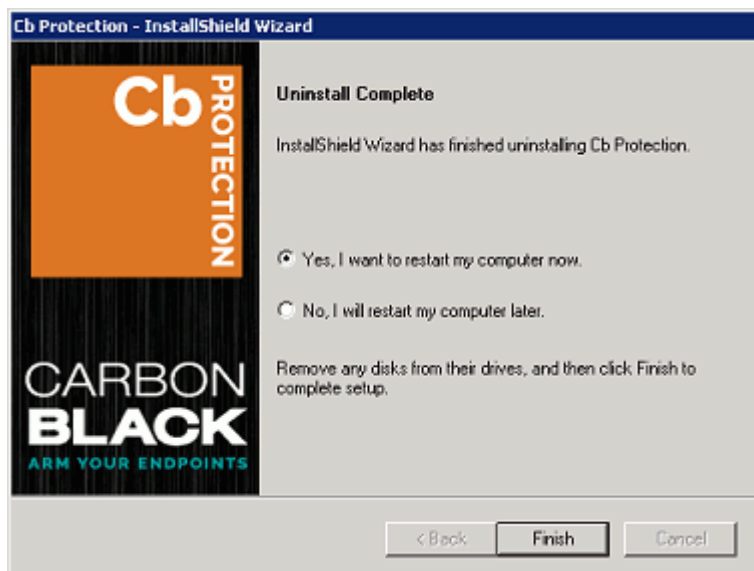 Cb Protection - InstallShield Wizard
Cb
PROTECTION
CARBON
BLACK
ARM YOUR ENDPOINTS
Uninstall Complete
InstallShield Wizard has finished uninstalling Cb Protection.
Yes, I want to restart my computer now.
No, I will restart my computer later.
Remove any disks from their drives, and then click Finish to
complete setup.
< Back
Finish
Cancel